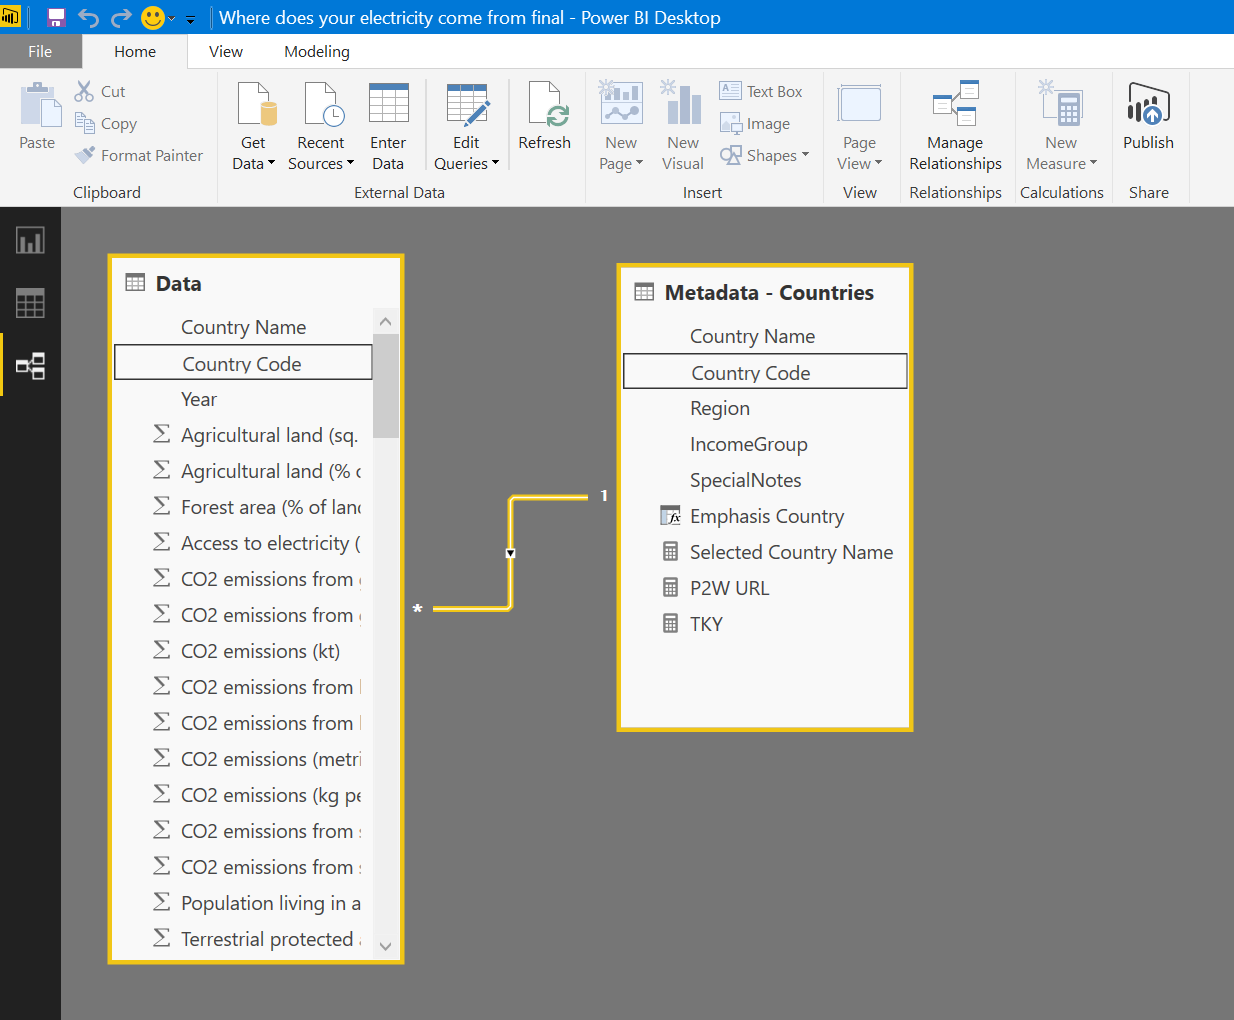 Where does your electricity come from final - Power BI Desktop
File Home View Modeling
Paste
Cut
Copy
Format Painter
Clipboard
Get Data
Recent Sources
Enter Data
Edit Queries
Refresh
External Data
New Page
New Visual
Text Box
Image
Shapes
Insert
Page View
View
Manage Relationships
Relationships
New Measure
Calculations
Publish
Share
Data
Country Name
Country Code
Year
Agricultural land (sq.
Agricultural land (% c
Forest area (% of land
Access to electricity (
CO2 emissions from g
CO2 emissions from g
CO2 emissions (kt)
CO2 emissions from l
CO2 emissions from l
CO2 emissions (metri
CO2 emissions (kg pe
CO2 emissions from s
CO2 emissions from s
Population living in a
Terrestrial protected a
*
1
Metadata - Countries
Country Name
Country Code
Region
IncomeGroup
SpecialNotes
Emphasis Country
Selected Country Name
P2W URL
TKY